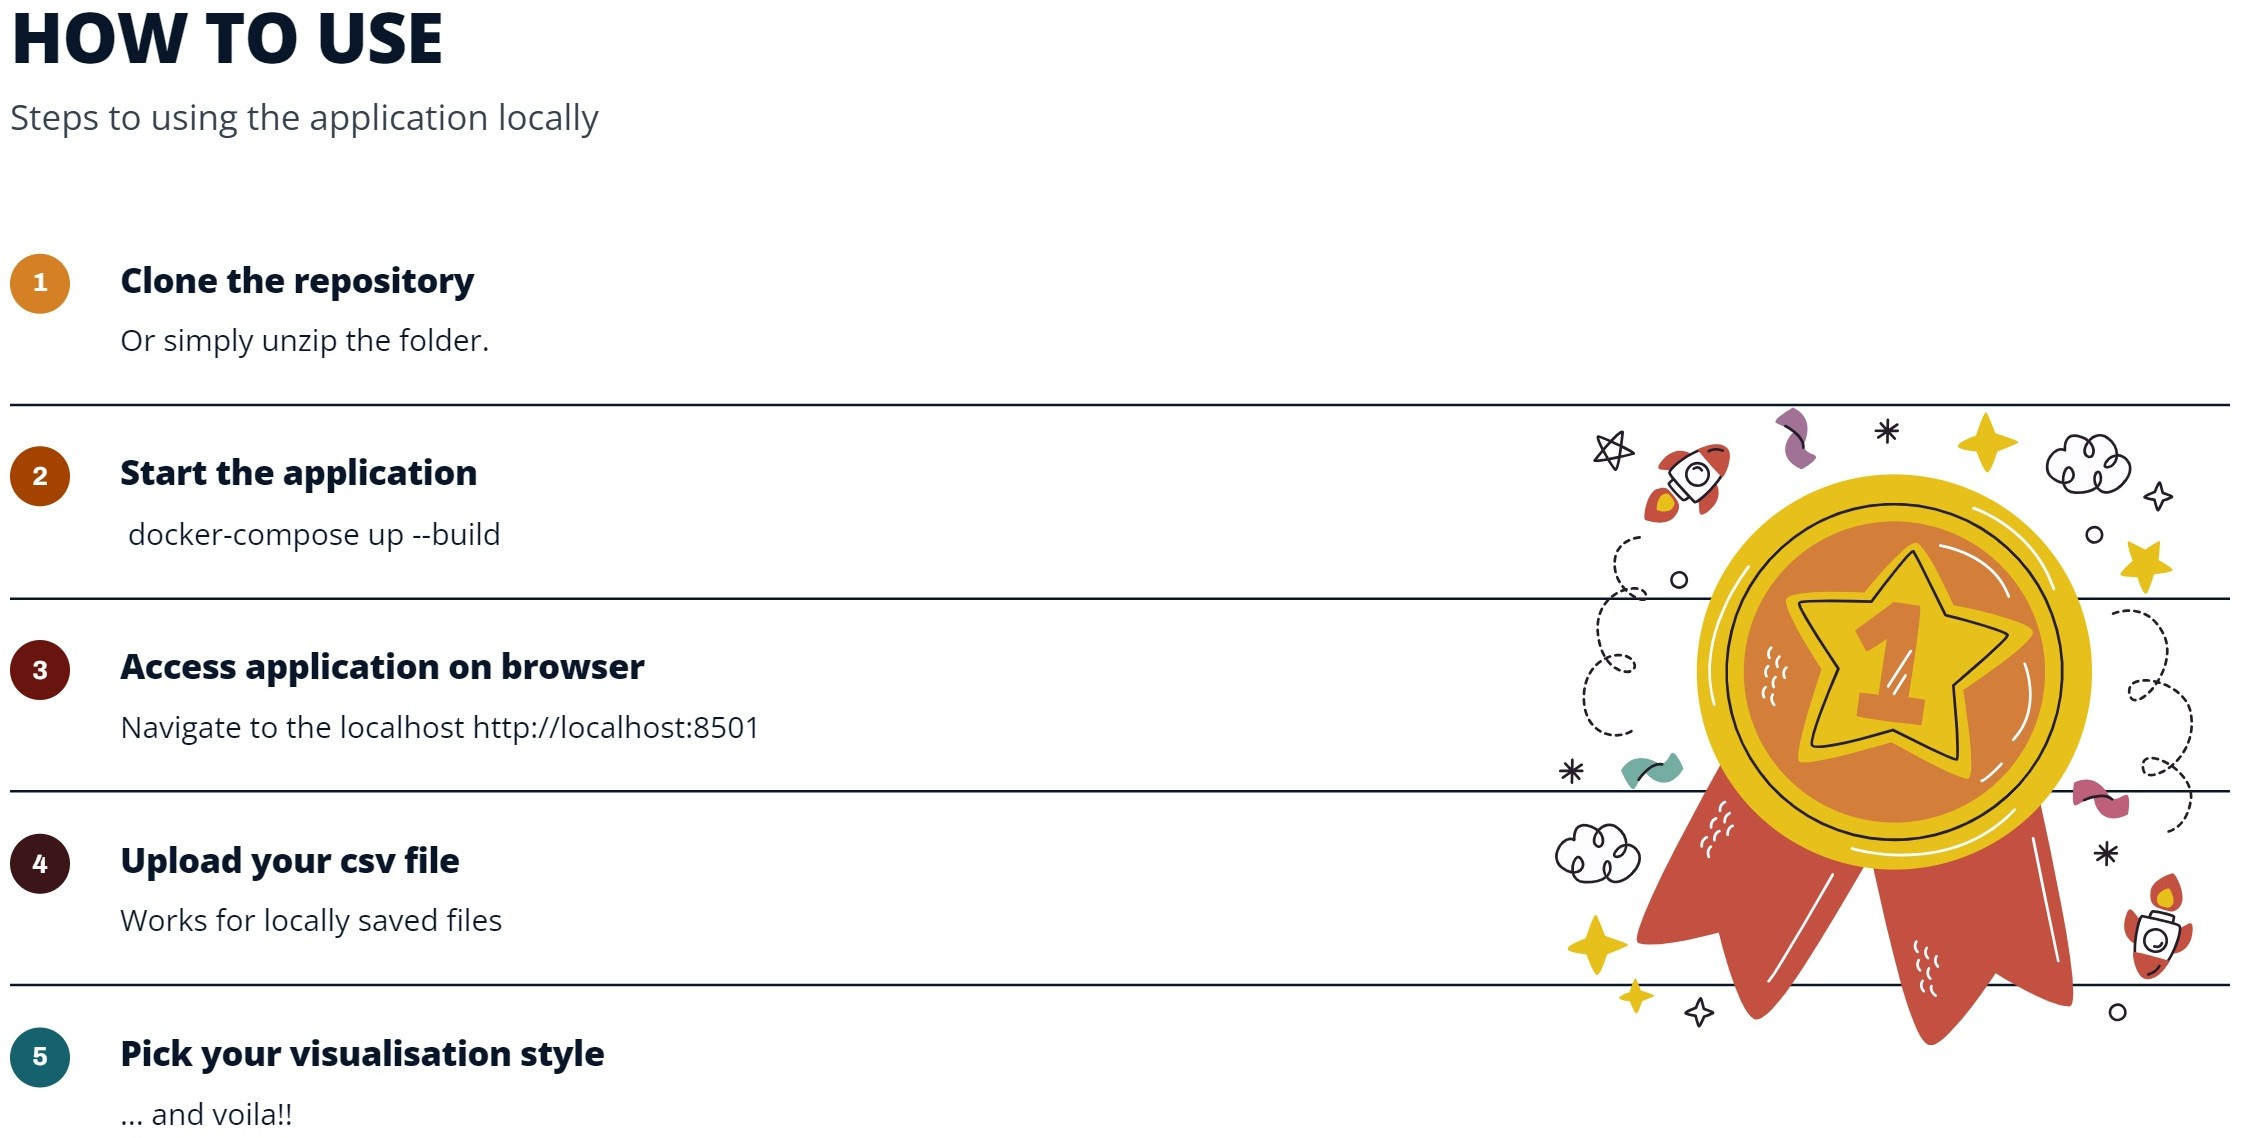 HOW TO USE
Steps to using the application locally
1
Clone the repository
Or simply unzip the folder.
2
Start the application
docker-compose up --build
3
Access application on browser
Navigate to the localhost http://localhost:8501
4
Upload your csv file
Works for locally saved files
5
Pick your visualisation style
... and voila!!
1